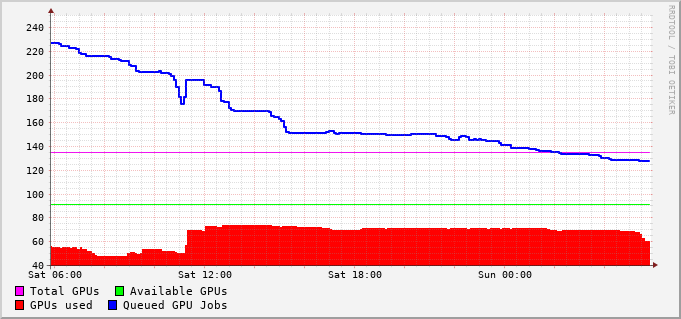 RRDTOOL / TOBI OETIKER
240
220
200
180
160
140
120
100
80
60
40
Sat 06:00 Sat 12:00 Sat 18:00 Sun 00:00
Total GPUs Available GPUs
GPUs used Queued GPU Jobs